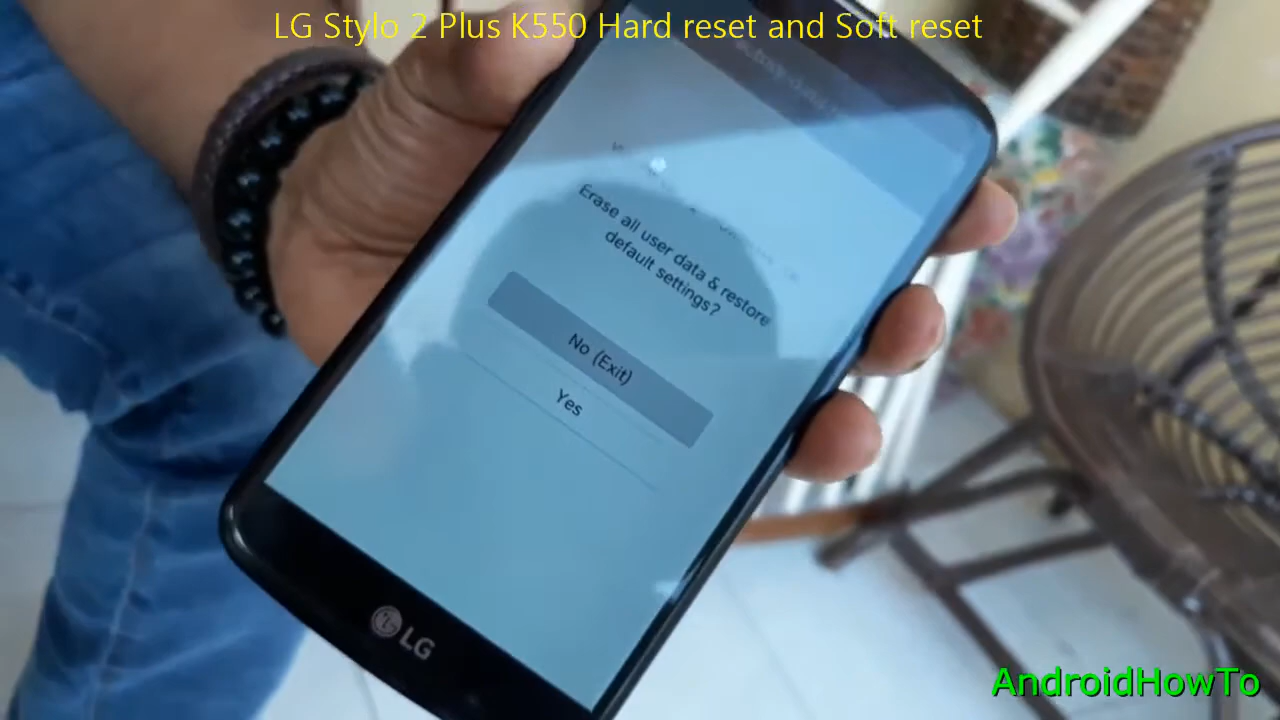 LG Stylo 2 Plus K550 Hard reset and Soft reset
Erase all user data & restore
default settings?
No (Exit)
Yes
LG
AndroidHowTo